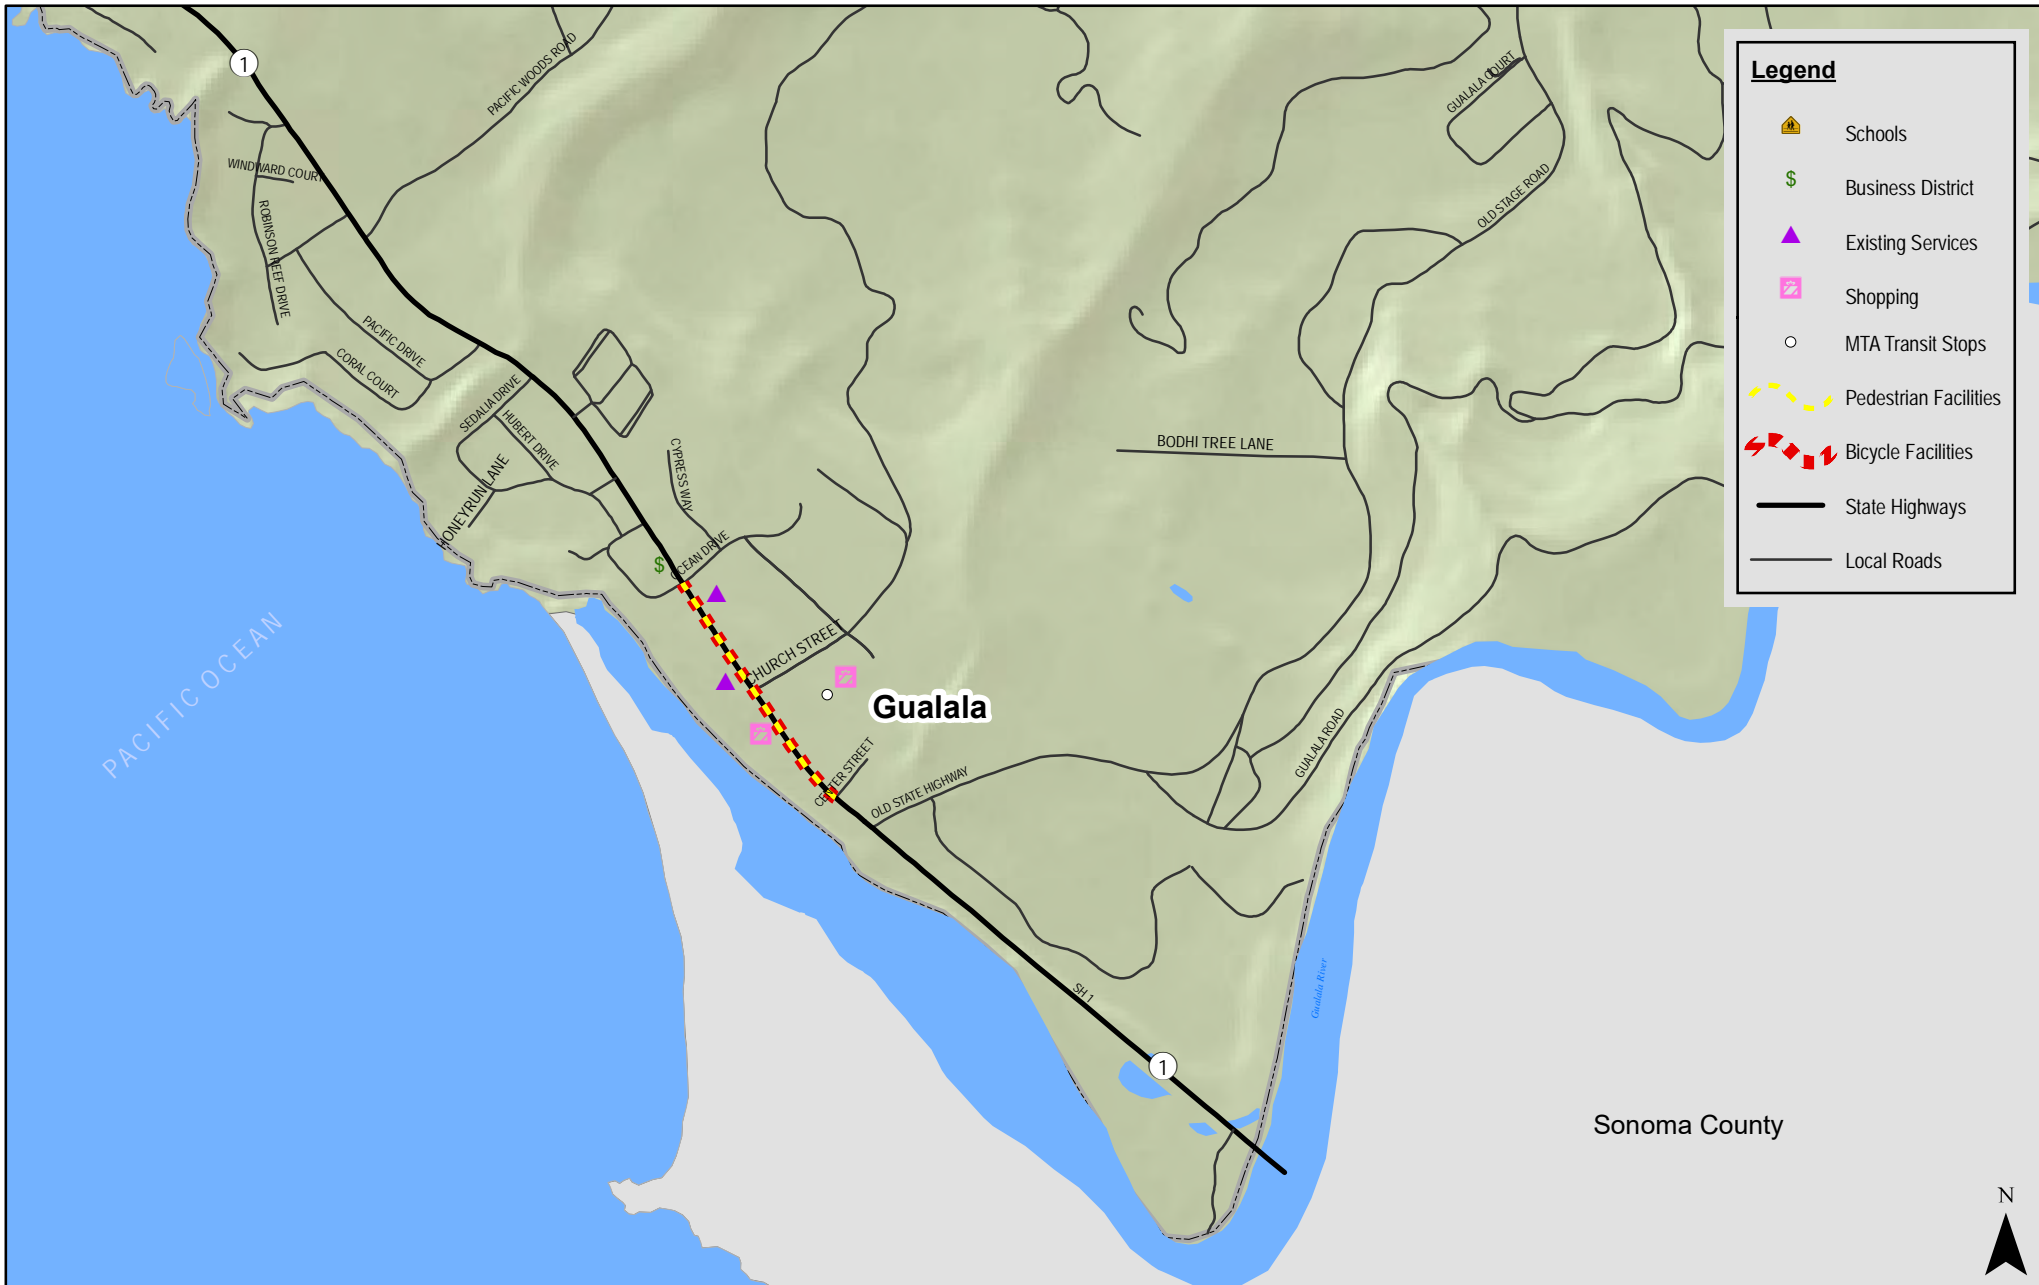 1
PACIFIC WOODS ROAD
GUALALA COURT
WINDWARD COURT
OLD STAGE ROAD
ROBINSON REEF DRIVE
PACIFIC DRIVE
CORAL COURT
SEDALIA DRIVE
HUBERT DRIVE
HONEYRUN LANE
CYPRESS WAY
BODHI TREE LANE
$
OCEAN DRIVE
CHURCH STREET
PACIFIC OCEAN
Gualala
CENTER STREET
OLD STATE HIGHWAY
GUALALA ROAD
SH 1
Gualala River
1
Sonoma County
N
Legend
Schools
$ Business District
Existing Services
Shopping
MTA Transit Stops
Pedestrian Facilities
Bicycle Facilities
State Highways
Local Roads